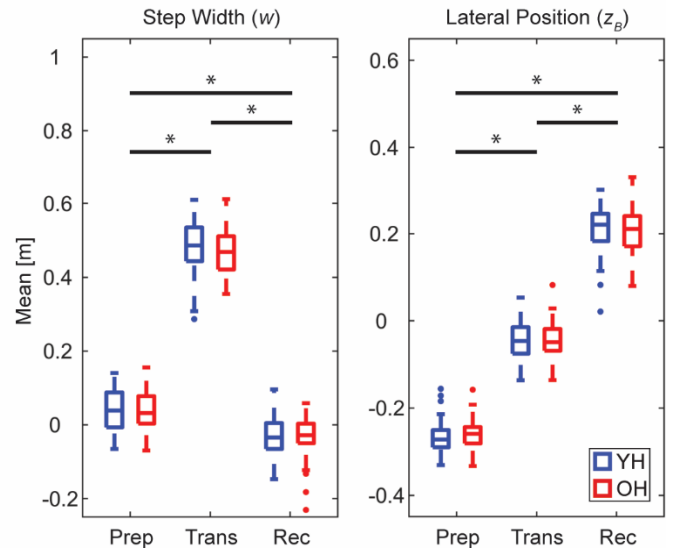 Step Width (w)
Lateral Position (z_B)
Mean [m]
1
0.8
0.6
0.4
0.2
0
-0.2
0.6
0.4
0.2
0
-0.2
-0.4
*
*
*
*
*
*
Prep Trans Rec
Prep Trans Rec
YH
OH